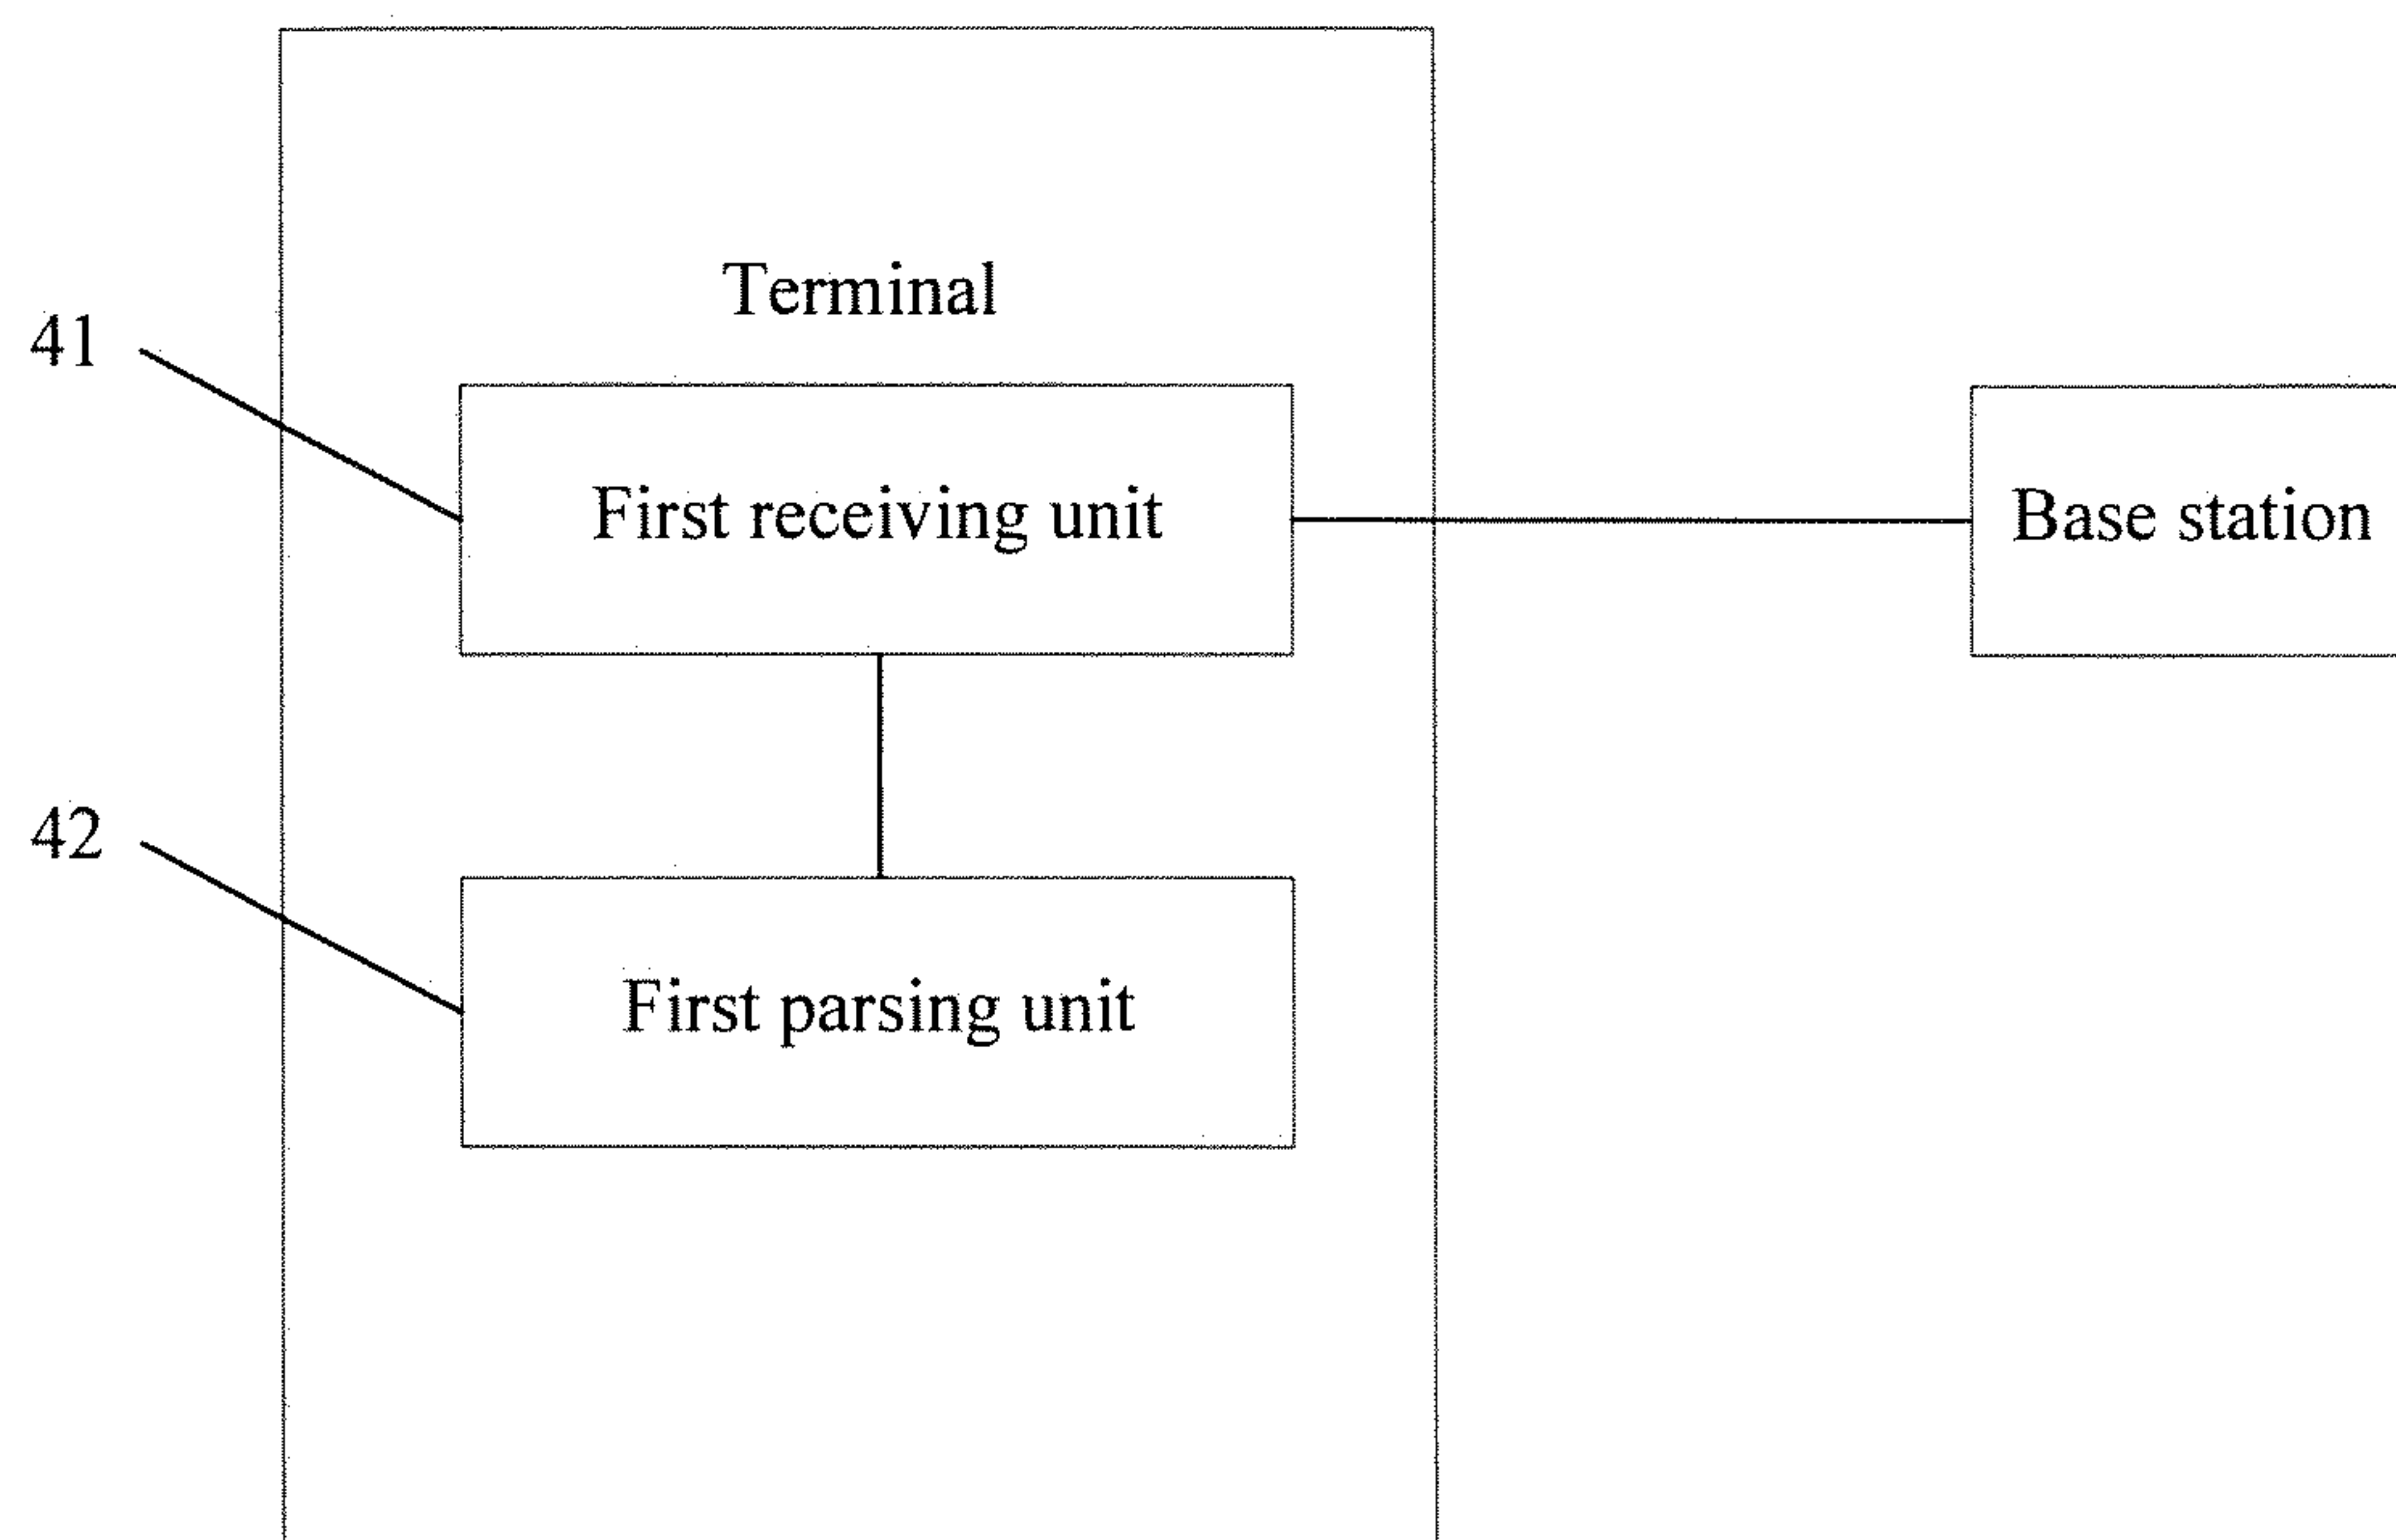 Terminal
41
First receiving unit
Base station
42
First parsing unit